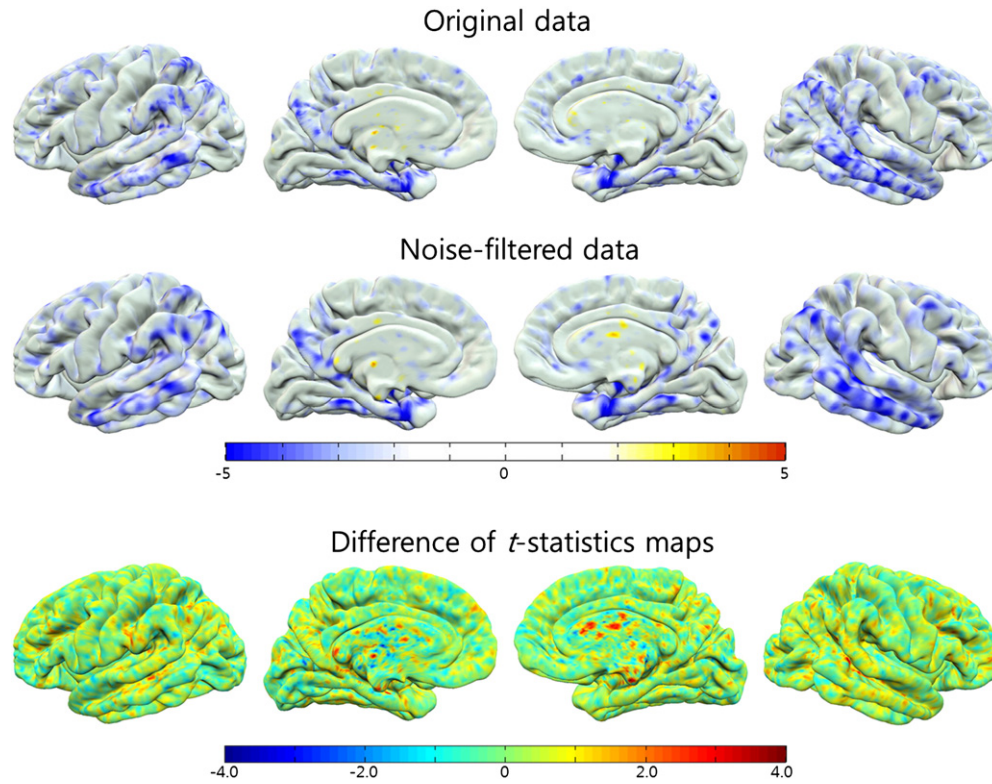 Original data
Noise-filtered data
-5 0 5
Difference of t-statistics maps
-4.0 -2.0 0 2.0 4.0